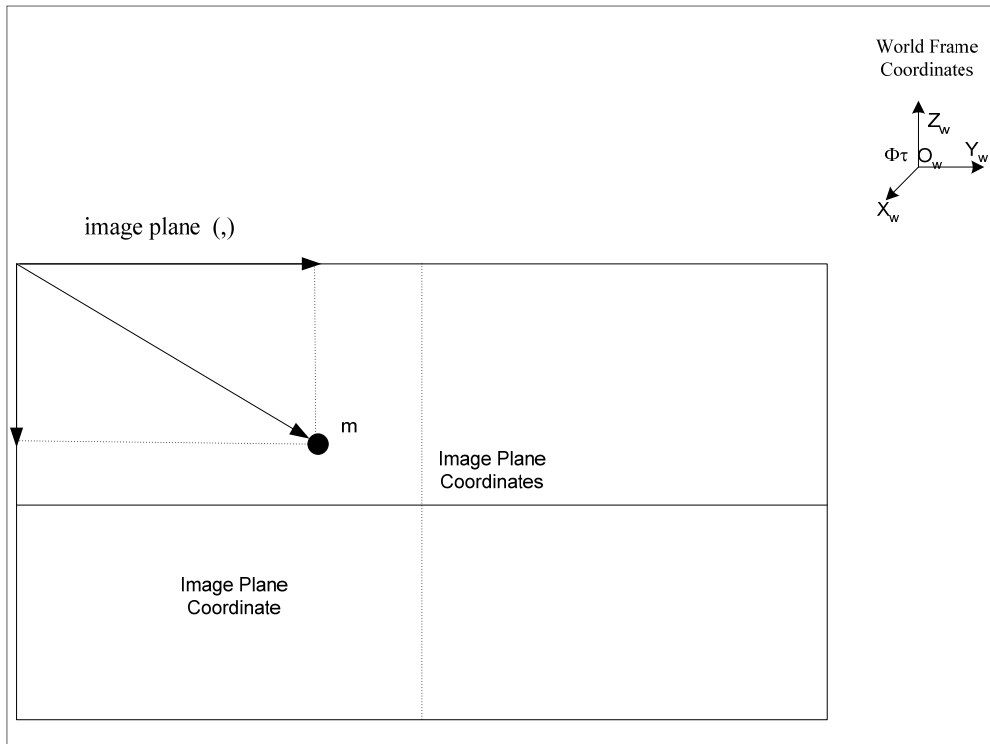 World Frame
Coordinates
Z_w
Φτ O_w Y_w
X_w
image plane (,)
m
Image Plane
Coordinates
Image Plane
Coordinate